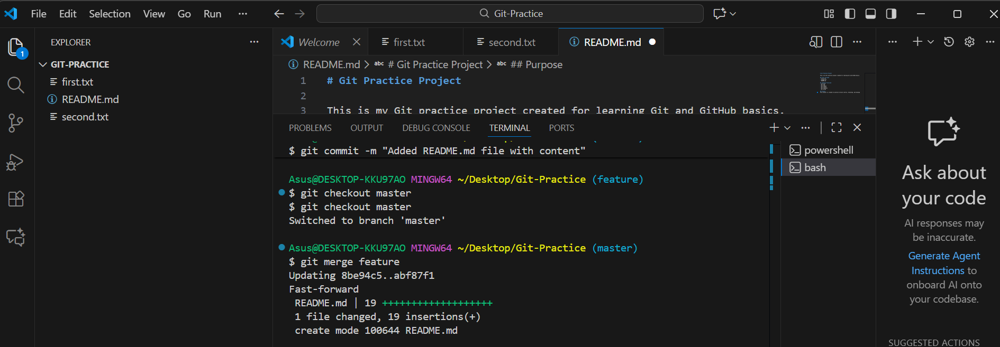 File Edit Selection View Go Run ··· Git-Practice
EXPLORER ···
1
GIT-PRACTICE
first.txt
README.md
second.txt
Welcome first.txt second.txt README.md
README.md > # Git Practice Project > ## Purpose
1 # Git Practice Project
2
3 This is my Git practice project created for learning Git and GitHub basics.
PROBLEMS OUTPUT DEBUG CONSOLE TERMINAL PORTS
$ git commit -m "Added README.md file with content"
Asus@DESKTOP-KKU97AO MINGW64 ~/Desktop/Git-Practice (feature)
$ git checkout master
$ git checkout master
Switched to branch 'master'
Asus@DESKTOP-KKU97AO MINGW64 ~/Desktop/Git-Practice (master)
$ git merge feature
Updating 8be94c5..abf87f1
Fast-forward
README.md | 19 +++++++++++++++++++
1 file changed, 19 insertions(+)
create mode 100644 README.md
powershell
bash
Ask about
your code
AI responses may
be inaccurate.
Generate Agent
Instructions to
onboard AI onto
your codebase.
SUGGESTED ACTIONS